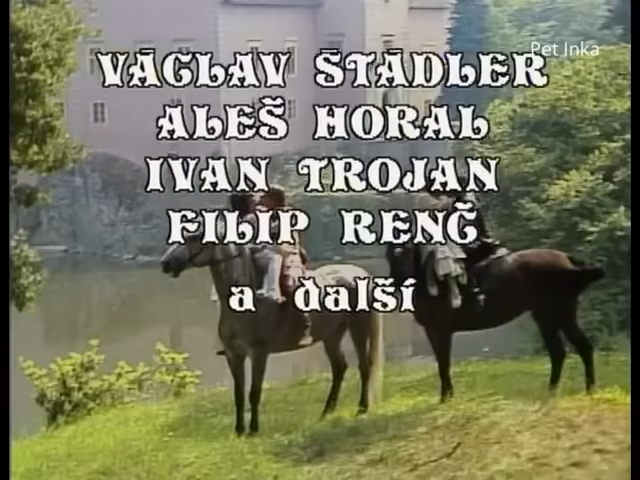 Pet Inka
VÁCLAV ŠTÁDLER
ALEŠ HORAL
IVAN TROJAN
FILIP RENČ
a další